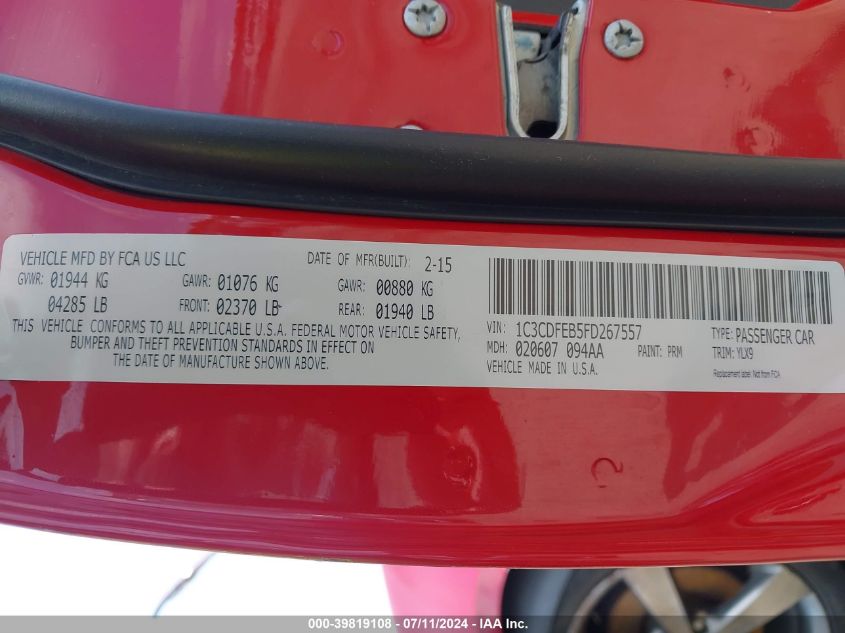 VEHICLE MFD BY FCA US LLC DATE OF MFR(BUILT): 2-15
GVWR: 01944 KG GAWR: 01076 KG GAWR: 00880 KG
04285 LB FRONT: 02370 LB REAR: 01940 LB
THIS VEHICLE CONFORMS TO ALL APPLICABLE U.S.A. FEDERAL MOTOR VEHICLE SAFETY,
BUMPER AND THEFT PREVENTION STANDARDS IN EFFECT ON
THE DATE OF MANUFACTURE SHOWN ABOVE.
VIN: 1C3CDFEB5FD267557 TYPE: PASSENGER CAR
MDH: 020607 094AA PAINT: PRM TRIM: YLX9
VEHICLE MADE IN U.S.A. Replacement label. Not from FCA
000-39819108 - 07/11/2024 - IAA Inc.